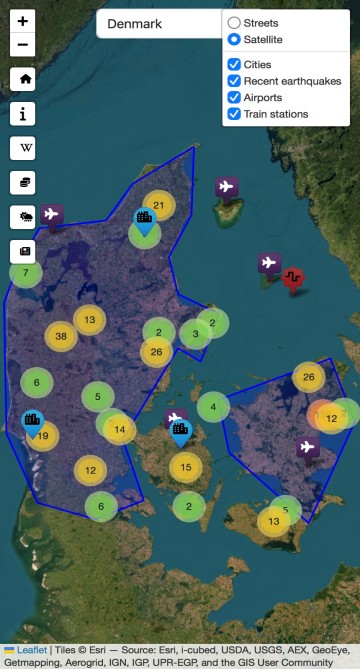 +
Denmark
Streets
Satellite
−
Cities
Recent earthquakes
Airports
Train stations
i
W
21
7
13
2
3
2
38
26
26
6
5
4
12
2
19
14
12
15
6
2
5
13
Leaflet | Tiles © Esri — Source: Esri, i-cubed, USDA, USGS, AEX, GeoEye,
Getmapping, Aerogrid, IGN, IGP, UPR-EGP, and the GIS User Community